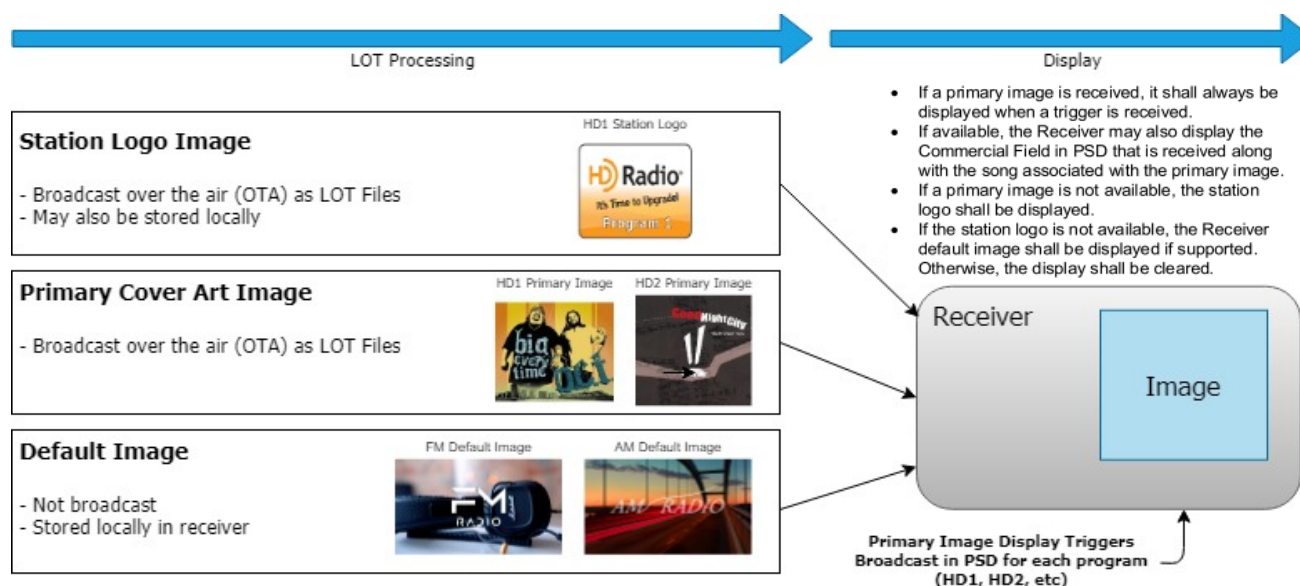 LOT Processing
Display
Station Logo Image
- Broadcast over the air (OTA) as LOT Files
- May also be stored locally
HD1 Station Logo
HD Radio
It's Time to Upgrade!
Program 1
Primary Cover Art Image
- Broadcast over the air (OTA) as LOT Files
HD1 Primary Image
big
every
time
HD2 Primary Image
GoodNightCity
Default Image
- Not broadcast
- Stored locally in receiver
FM Default Image
FM
RADIO
AM Default Image
AM RADIO
• If a primary image is received, it shall always be
displayed when a trigger is received.
• If available, the Receiver may also display the
Commercial Field in PSD that is received along
with the song associated with the primary image.
• If a primary image is not available, the station
logo shall be displayed.
• If the station logo is not available, the Receiver
default image shall be displayed if supported.
Otherwise, the display shall be cleared.
Receiver
Image
Primary Image Display Triggers
Broadcast in PSD for each program
(HD1, HD2, etc)